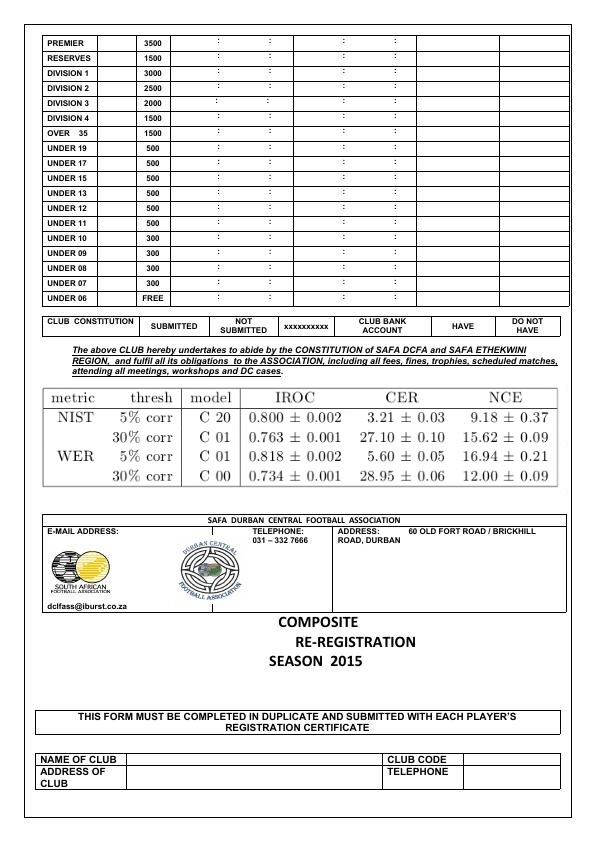 PREMIER 3500 : : : :
RESERVES 1500 : : : :
DIVISION 1 3000 : : : :
DIVISION 2 2500 : : : :
DIVISION 3 2000 : : : :
DIVISION 4 1500 : : : :
OVER 35 1500 : : : :
UNDER 19 500 : : : :
UNDER 17 500 : : : :
UNDER 15 500 : : : :
UNDER 13 500 : : : :
UNDER 12 500 : : : :
UNDER 11 500 : : : :
UNDER 10 300 : : : :
UNDER 09 300 : : : :
UNDER 08 300 : : : :
UNDER 07 300 : : : :
UNDER 06 FREE : : : :
CLUB CONSTITUTION SUBMITTED NOT SUBMITTED xxxxxxxxxx CLUB BANK ACCOUNT HAVE DO NOT HAVE
The above CLUB hereby undertakes to abide by the CONSTITUTION of SAFA DCFA and SAFA ETHEKWINI
REGION, and fulfil all its obligations to the ASSOCIATION, including all fees, fines, trophies, scheduled matches,
attending all meetings, workshops and DC cases.
metric thresh model IROC CER NCE
NIST 5% corr C 20 0.800 ± 0.002 3.21 ± 0.03 9.18 ± 0.37
30% corr C 01 0.763 ± 0.001 27.10 ± 0.10 15.62 ± 0.09
WER 5% corr C 01 0.818 ± 0.002 5.60 ± 0.05 16.94 ± 0.21
30% corr C 00 0.734 ± 0.001 28.95 ± 0.06 12.00 ± 0.09
SAFA DURBAN CENTRAL FOOTBALL ASSOCIATION
E-MAIL ADDRESS: TELEPHONE: ADDRESS: 60 OLD FORT ROAD / BRICKHILL
031 – 332 7666 ROAD, DURBAN
DURBAN CENTRAL
FOOTBALL ASSOCIATION
SOUTH AFRICAN
FOOTBALL ASSOCIATION
dclfass@iburst.co.za
COMPOSITE
RE-REGISTRATION
SEASON 2015
THIS FORM MUST BE COMPLETED IN DUPLICATE AND SUBMITTED WITH EACH PLAYER'S
REGISTRATION CERTIFICATE
NAME OF CLUB CLUB CODE
ADDRESS OF TELEPHONE
CLUB